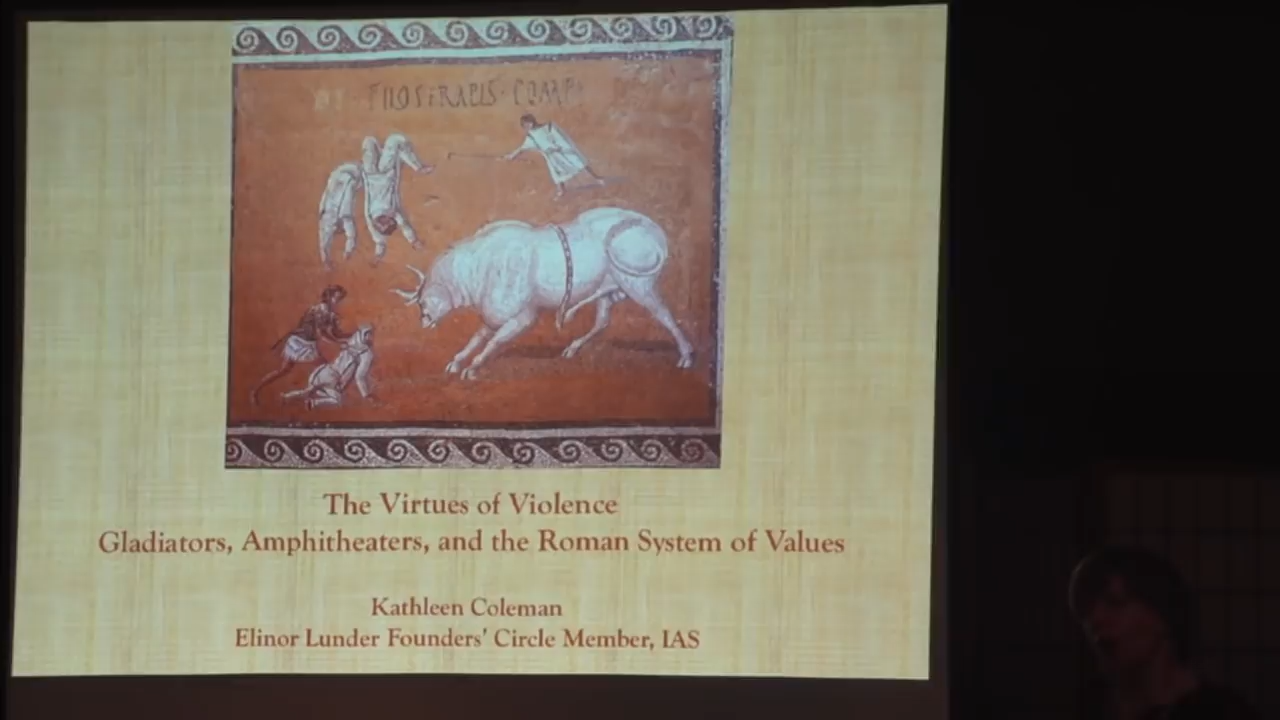 The Virtues of Violence
Gladiators, Amphitheaters, and the Roman System of Values
Kathleen Coleman
Elinor Lunder Founders' Circle Member, IAS